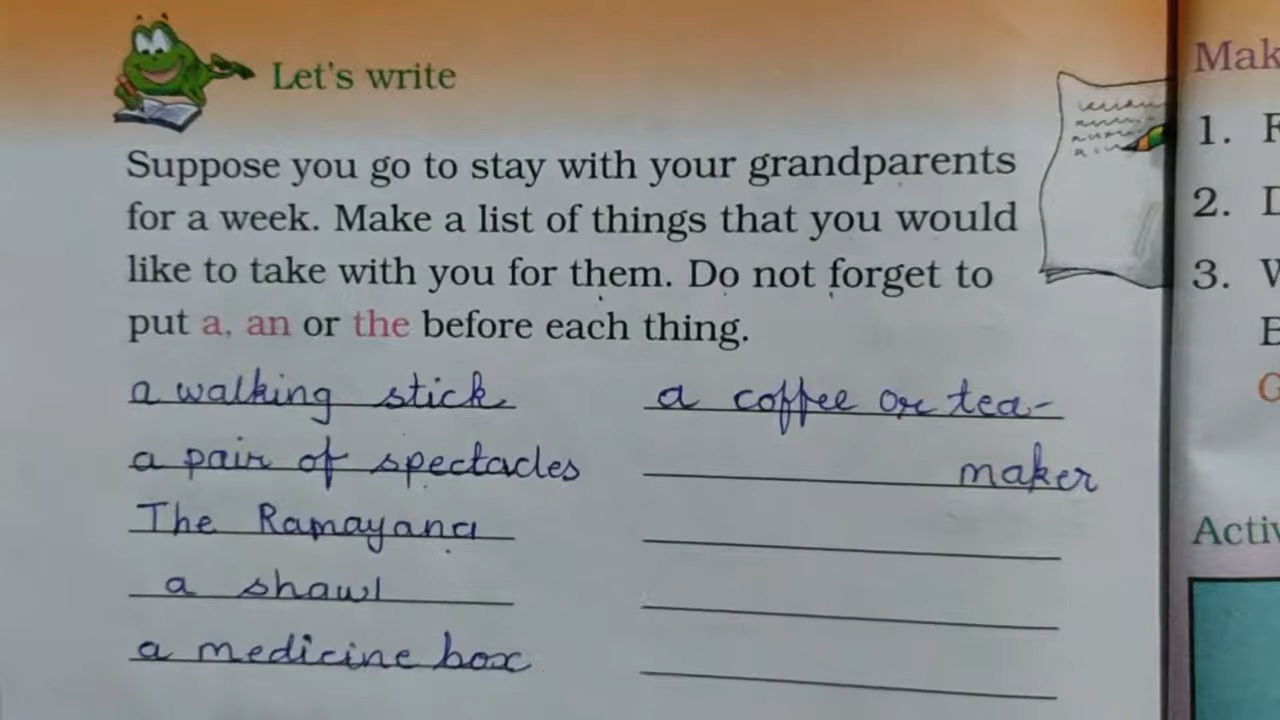 Let's write
Suppose you go to stay with your grandparents
for a week. Make a list of things that you would
like to take with you for them. Do not forget to
put a, an or the before each thing.
a walking stick
a pair of spectacles
The Ramayana
a shawl
a medicine box
a coffee or tea-
maker
Mak
1. F
2. D
3. W
E
Activ